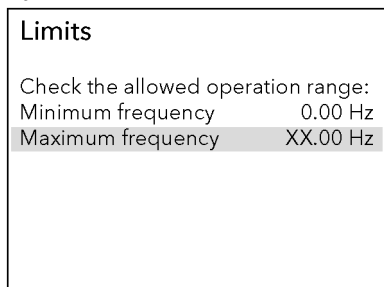 Limits
Check the allowed operation range:
Minimum frequency 0.00 Hz
Maximum frequency XX.00 Hz